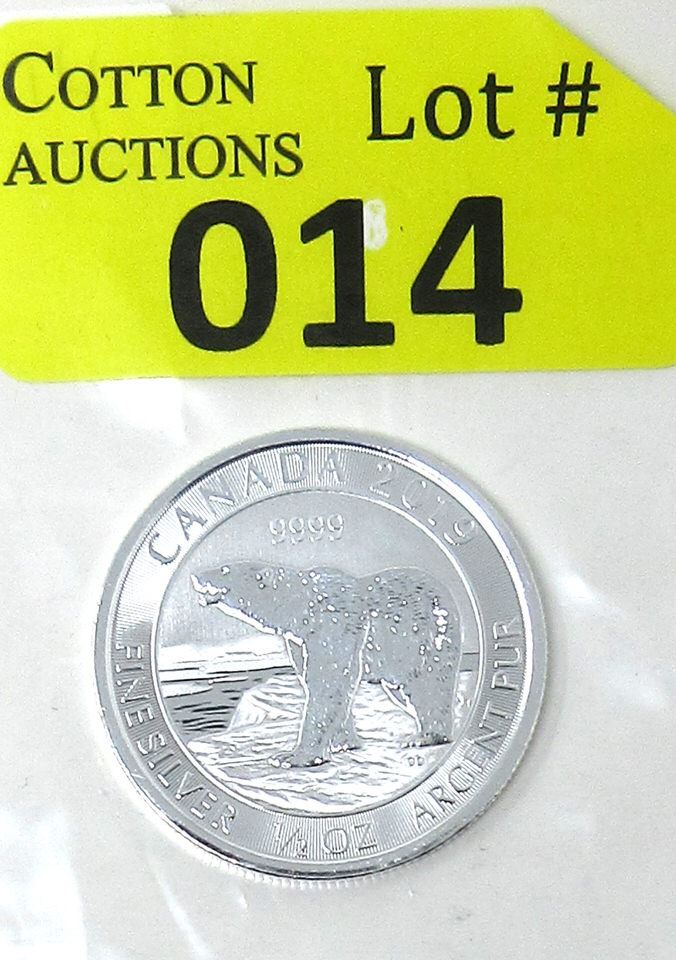 COTTON
AUCTIONS
Lot #
014
CANADA 2019
9999
FINE SILVER 1/2 OZ ARGENT PUR